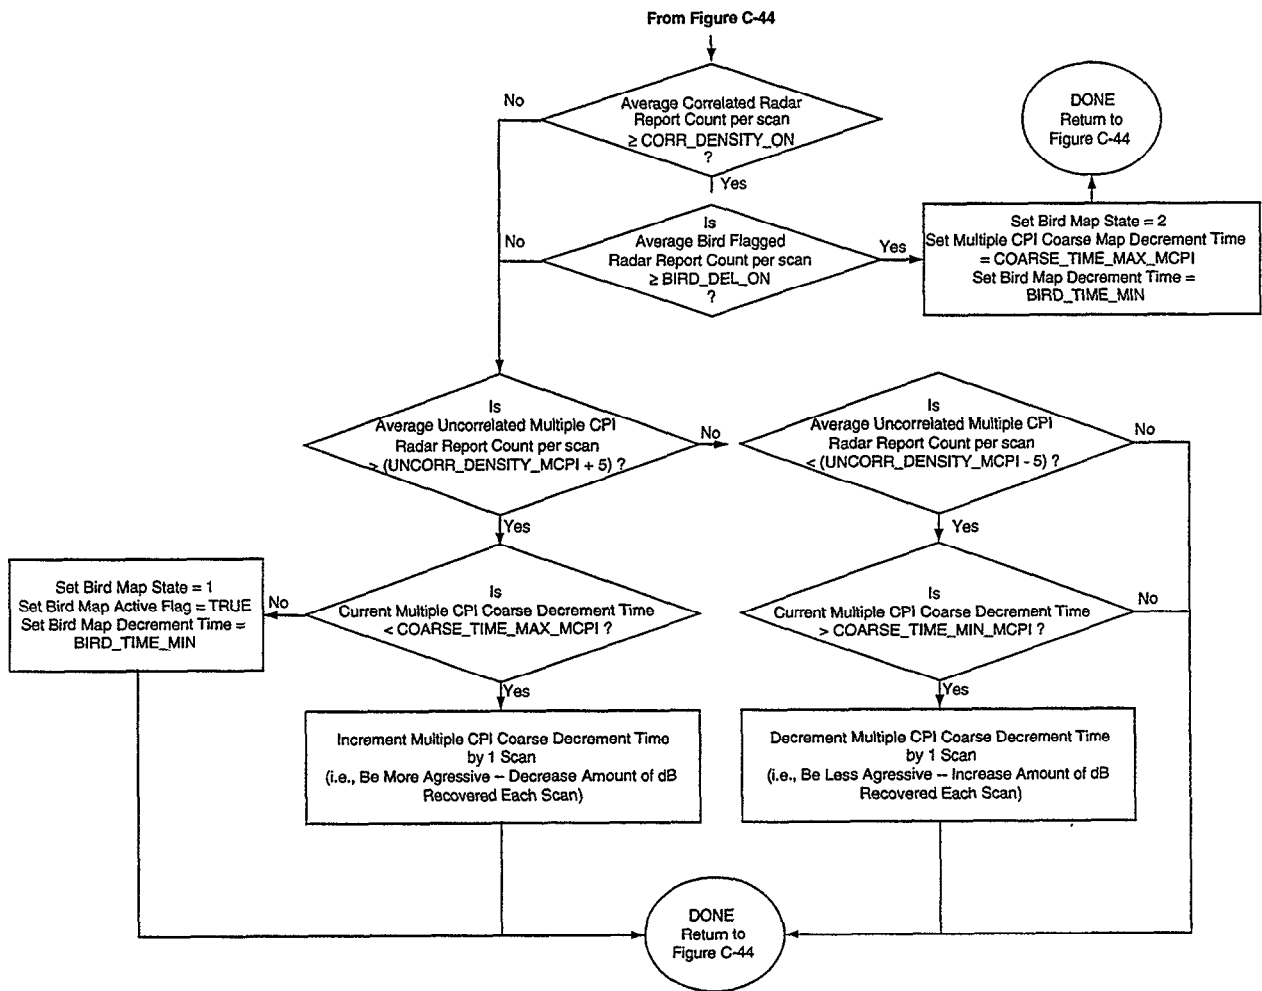 From Figure C-44
No
Average Correlated Radar
Report Count per scan
≥ CORR_DENSITY_ON
?
Yes
DONE
Return to
Figure C-44
No
Is
Average Bird Flagged
Radar Report Count per scan
≥ BIRD_DEL_ON
?
Yes
Set Bird Map State = 2
Set Multiple CPI Coarse Map Decrement Time
= COARSE_TIME_MAX_MCPI
Set Bird Map Decrement Time =
BIRD_TIME_MIN
Is
Average Uncorrelated Multiple CPI
Radar Report Count per scan
> (UNCORR_DENSITY_MCPI + 5) ?
No
Yes
Is
Average Uncorrelated Multiple CPI
Radar Report Count per scan
< (UNCORR_DENSITY_MCPI - 5) ?
No
Yes
Set Bird Map State = 1
Set Bird Map Active Flag = TRUE
Set Bird Map Decrement Time =
BIRD_TIME_MIN
No
Is
Current Multiple CPI Coarse Decrement Time
< COARSE_TIME_MAX_MCPI ?
Yes
Is
Current Multiple CPI Coarse Decrement Time
> COARSE_TIME_MIN_MCPI ?
No
Yes
Increment Multiple CPI Coarse Decrement Time
by 1 Scan
(i.e., Be More Agressive -- Decrease Amount of dB
Recovered Each Scan)
Decrement Multiple CPI Coarse Decrement Time
by 1 Scan
(i.e., Be Less Agressive -- Increase Amount of dB
Recovered Each Scan)
DONE
Return to
Figure C-44